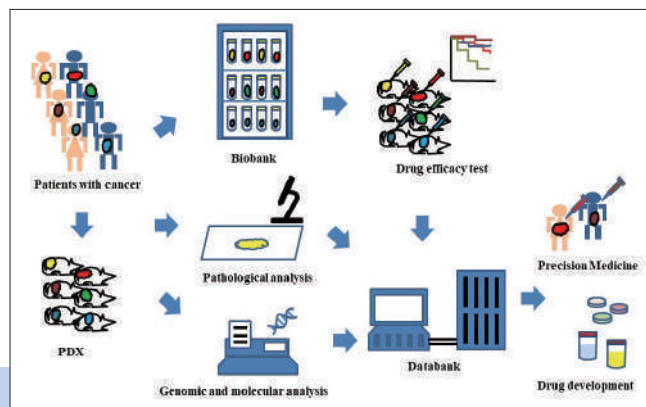 Patients with cancer
Biobank
Drug efficacy test
Pathological analysis
Precision Medicine
PDX
Genomic and molecular analysis
Databank
Drug development